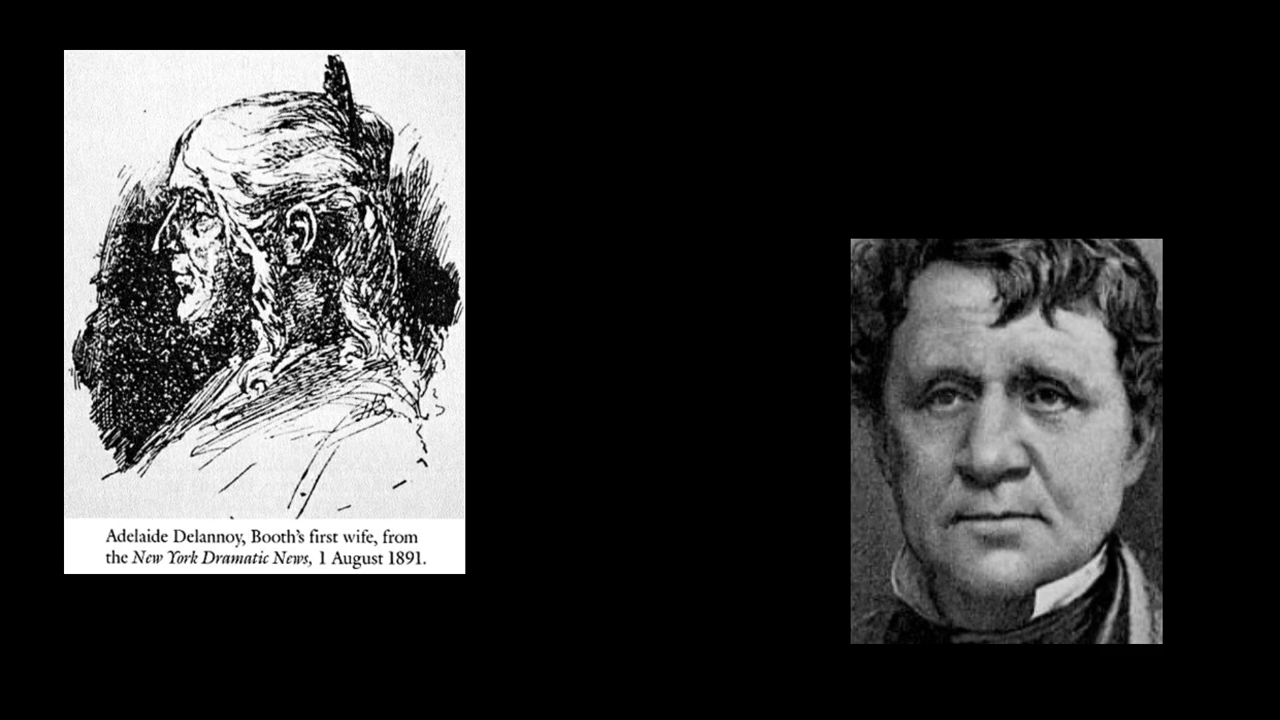 Adelaide Delannoy, Booth's first wife, from
the New York Dramatic News, 1 August 1891.